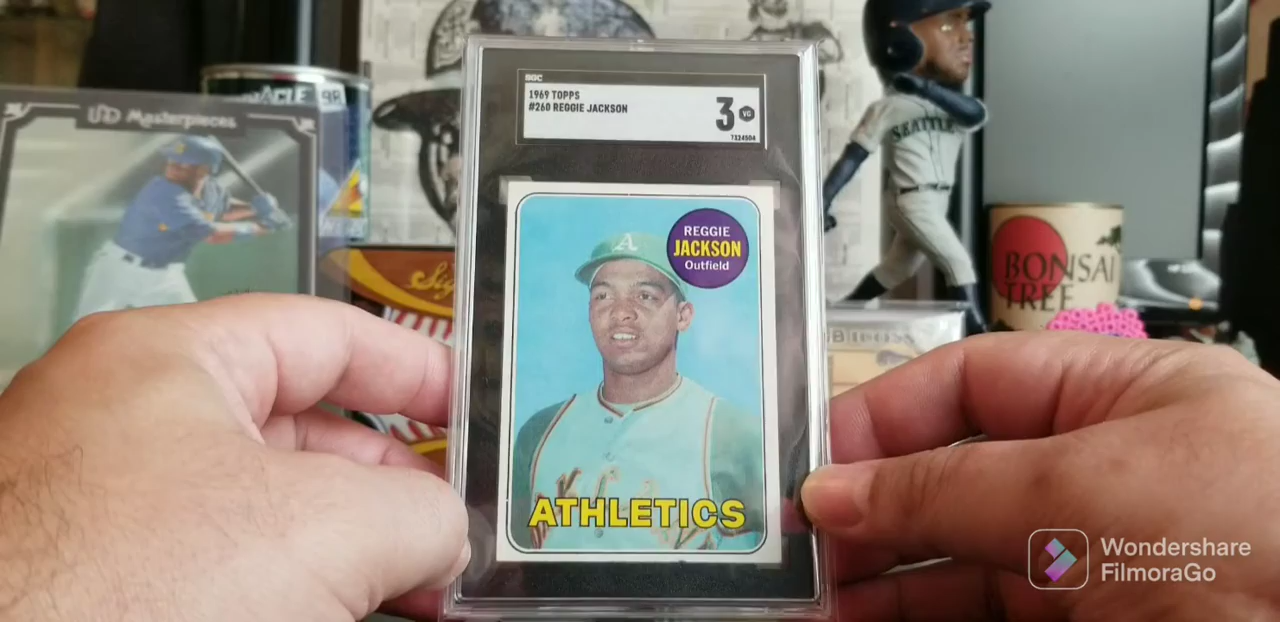 UD Masterpieces
SGC
1969 TOPPS
#260 REGGIE JACKSON
3
VG
7324504
A
REGGIE
JACKSON
Outfield
ATHLETICS
SEATTLE
BONSAI
TREE
Wondershare
FilmoraGo